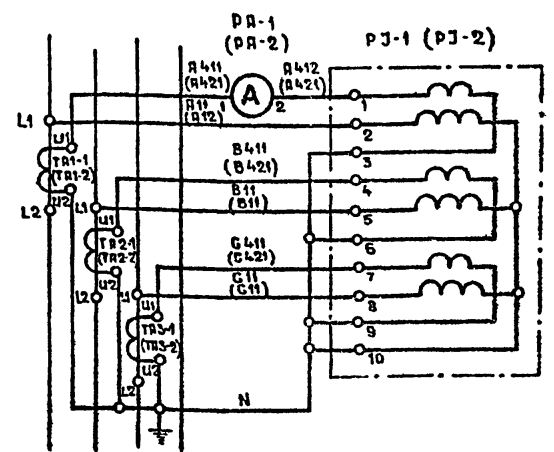 PA-1
(PA-2)
PJ-1 (PJ-2)
A411
(A421)
A412
(A421)
A
1
2
A11
(A12)
L1
U1
TA1-1
(TA1-2)
U2
L2
B411
(B421)
B11
(B11)
L1
U1
TA2-1
(TA2-2)
U2
L2
C411
(C421)
C11
(C11)
L1
U1
TA3-1
(TA3-2)
U2
L2
N
1
2
3
4
5
6
7
8
9
10